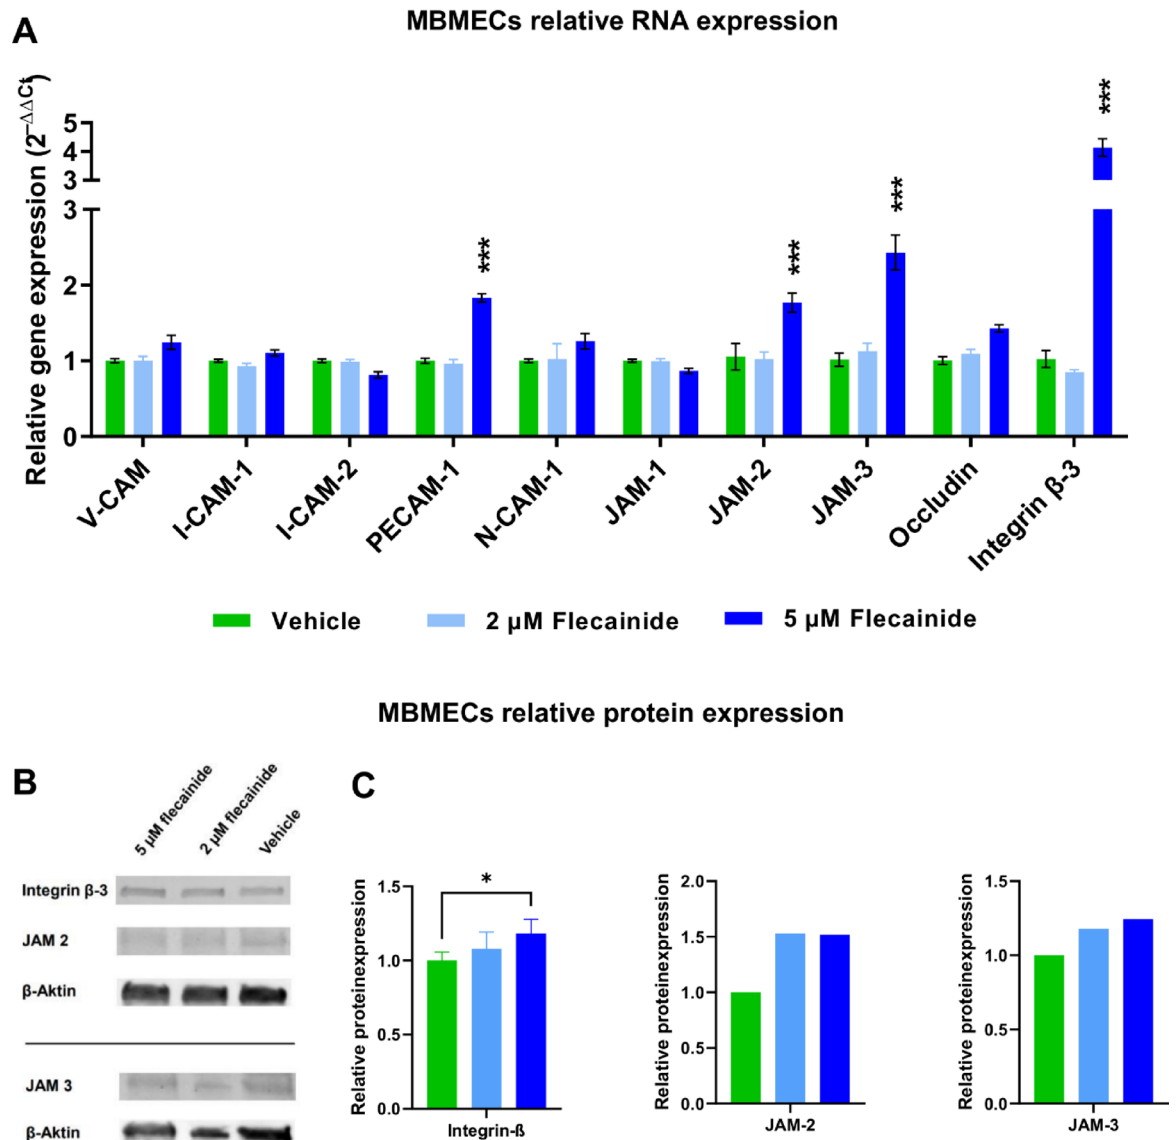 A
MBMECs relative RNA expression
Relative gene expression (2^−ΔΔCt)
5
4
3
3
2
1
0
***
***
***
***
V-CAM
I-CAM-1
I-CAM-2
PECAM-1
N-CAM-1
JAM-1
JAM-2
JAM-3
Occludin
Integrin β-3
Vehicle
2 µM Flecainide
5 µM Flecainide
MBMECs relative protein expression
B
5 µM flecainide
2 µM flecainide
Vehicle
Integrin β-3
JAM 2
β-Aktin
JAM 3
β-Aktin
C
Relative proteinexpression
1.5
1.0
0.5
0.0
*
Integrin-ß
Relative proteinexpression
2.0
1.5
1.0
0.5
0.0
JAM-2
Relative proteinexpression
1.5
1.0
0.5
0.0
JAM-3